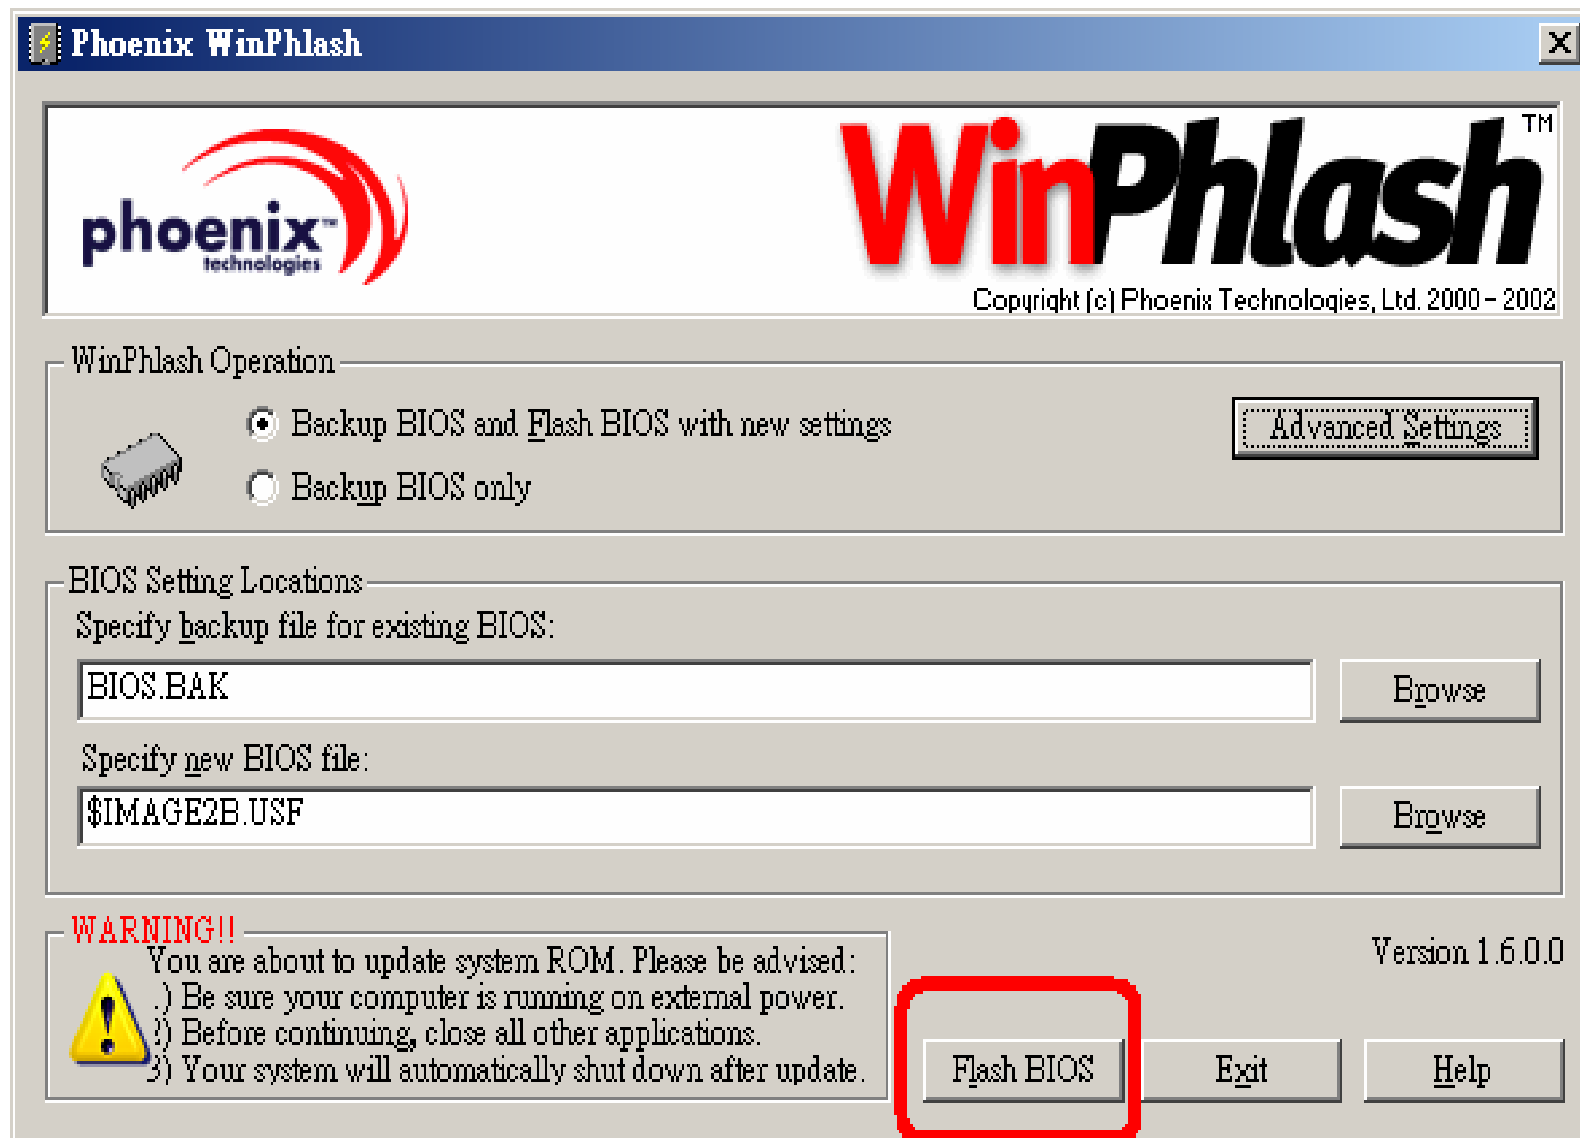 Phoenix WinPhlash
phoenix™
technologies
WinPhlash™
Copyright (c) Phoenix Technologies, Ltd. 2000 - 2002
WinPhlash Operation
Backup BIOS and Flash BIOS with new settings
Advanced Settings
Backup BIOS only
BIOS Setting Locations
Specify backup file for existing BIOS:
BIOS.BAK
Browse
Specify new BIOS file:
$IMAGE2B.USF
Browse
WARNING!!
You are about to update system ROM. Please be advised:
.) Be sure your computer is running on external power.
2) Before continuing, close all other applications.
3) Your system will automatically shut down after update.
Version 1.6.0.0
Flash BIOS
Exit
Help